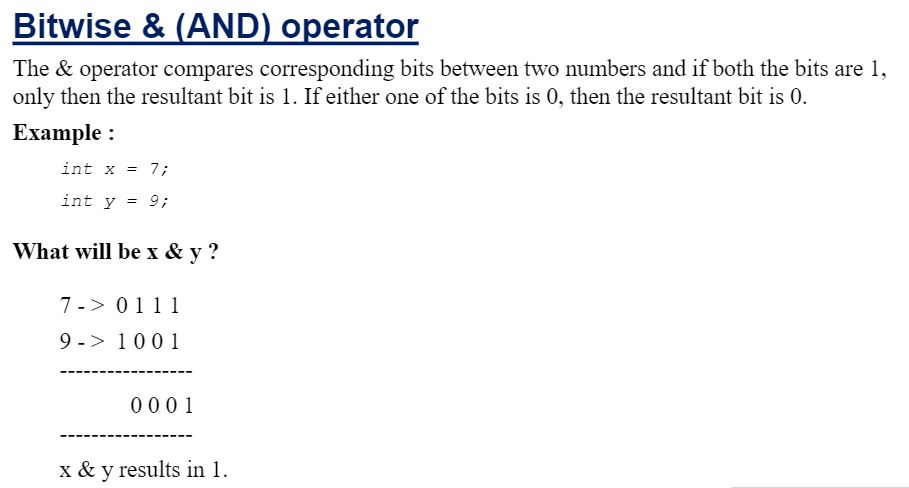 Bitwise & (AND) operator
The & operator compares corresponding bits between two numbers and if both the bits are 1,
only then the resultant bit is 1. If either one of the bits is 0, then the resultant bit is 0.
Example :
int x = 7;
int y = 9;
What will be x & y ?
7 - > 0 1 1 1
9 - > 1 0 0 1
-----------------
0 0 0 1
-----------------
x & y results in 1.